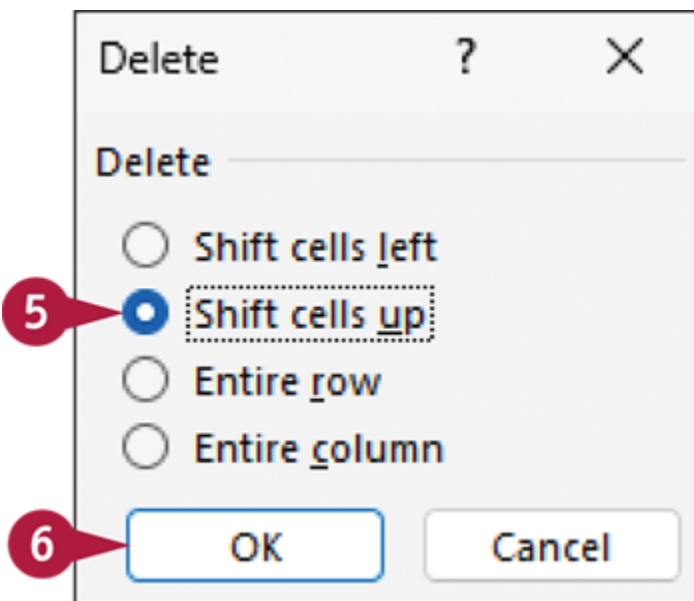 Delete ? X
Delete
Shift cells left
5 Shift cells up
Entire row
Entire column
6 OK Cancel